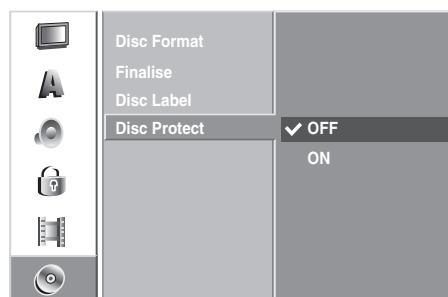 Disc Format
Finalise
Disc Label
Disc Protect
OFF
ON